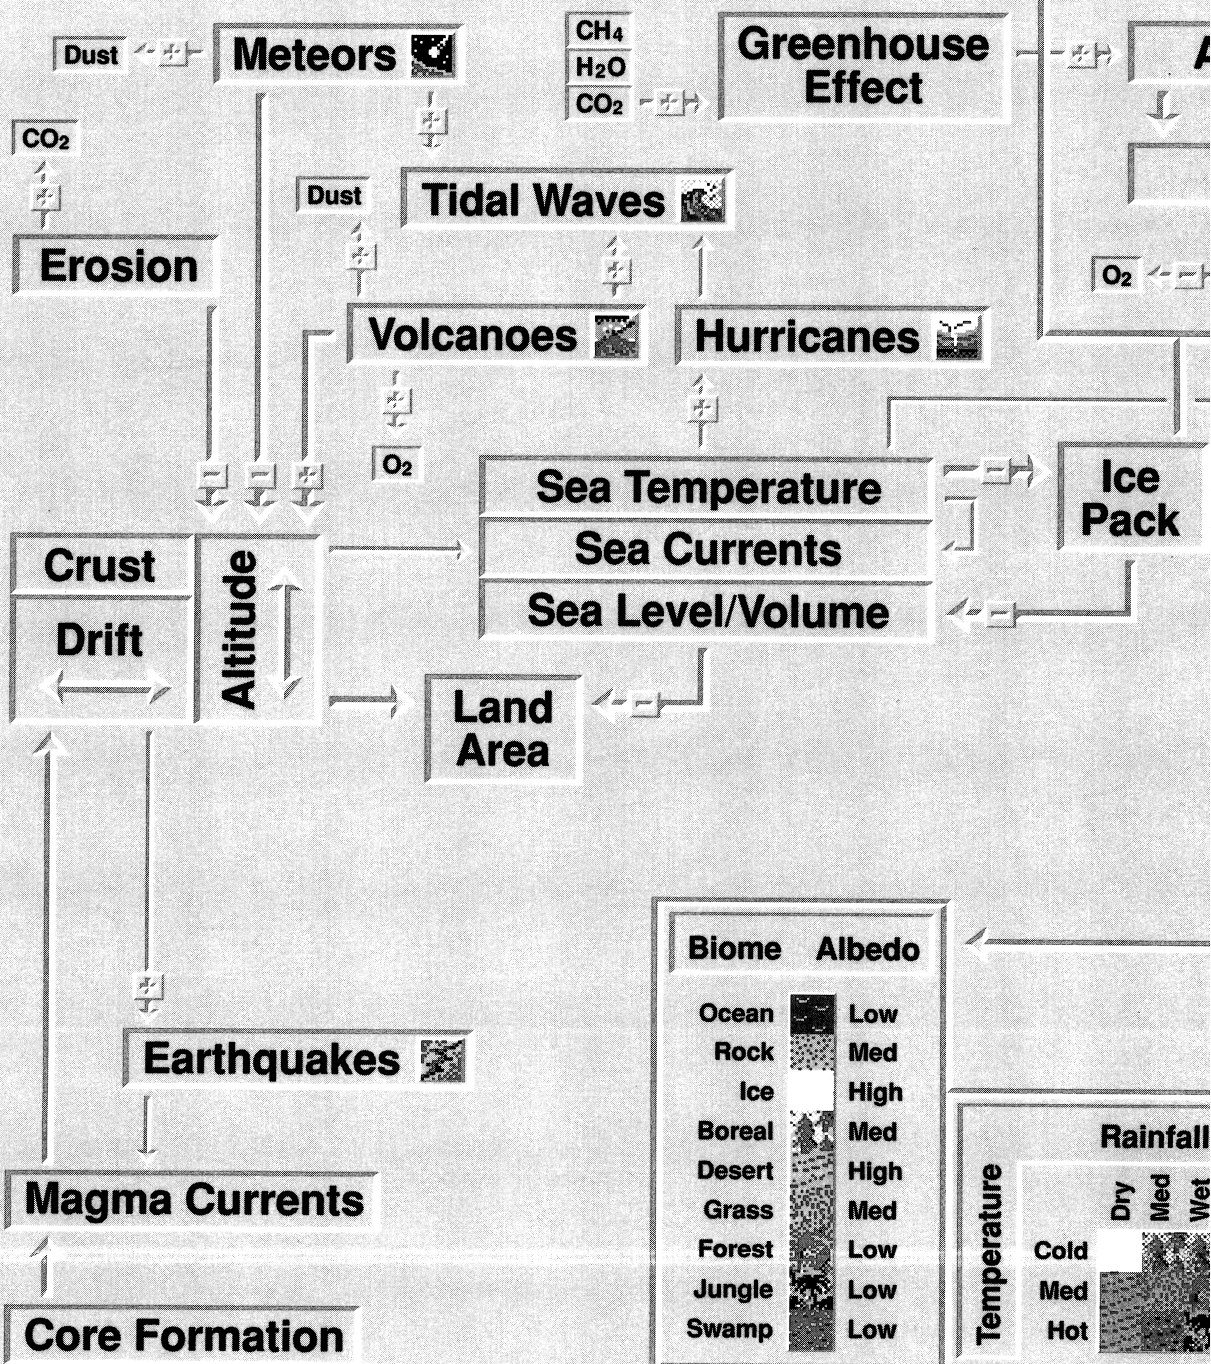 Dust
Meteors
CH4
H2O
CO2
Greenhouse
Effect
A
CO2
Dust
Tidal Waves
Erosion
O2
Volcanoes
Hurricanes
O2
Sea Temperature
Sea Currents
Sea Level/Volume
Ice
Pack
Crust
Drift
Altitude
Land
Area
Earthquakes
Magma Currents
Core Formation
Biome Albedo
Ocean Low
Rock Med
Ice High
Boreal Med
Desert High
Grass Med
Forest Low
Jungle Low
Swamp Low
Rainfall
Temperature
Dry
Med
Wet
Cold
Med
Hot